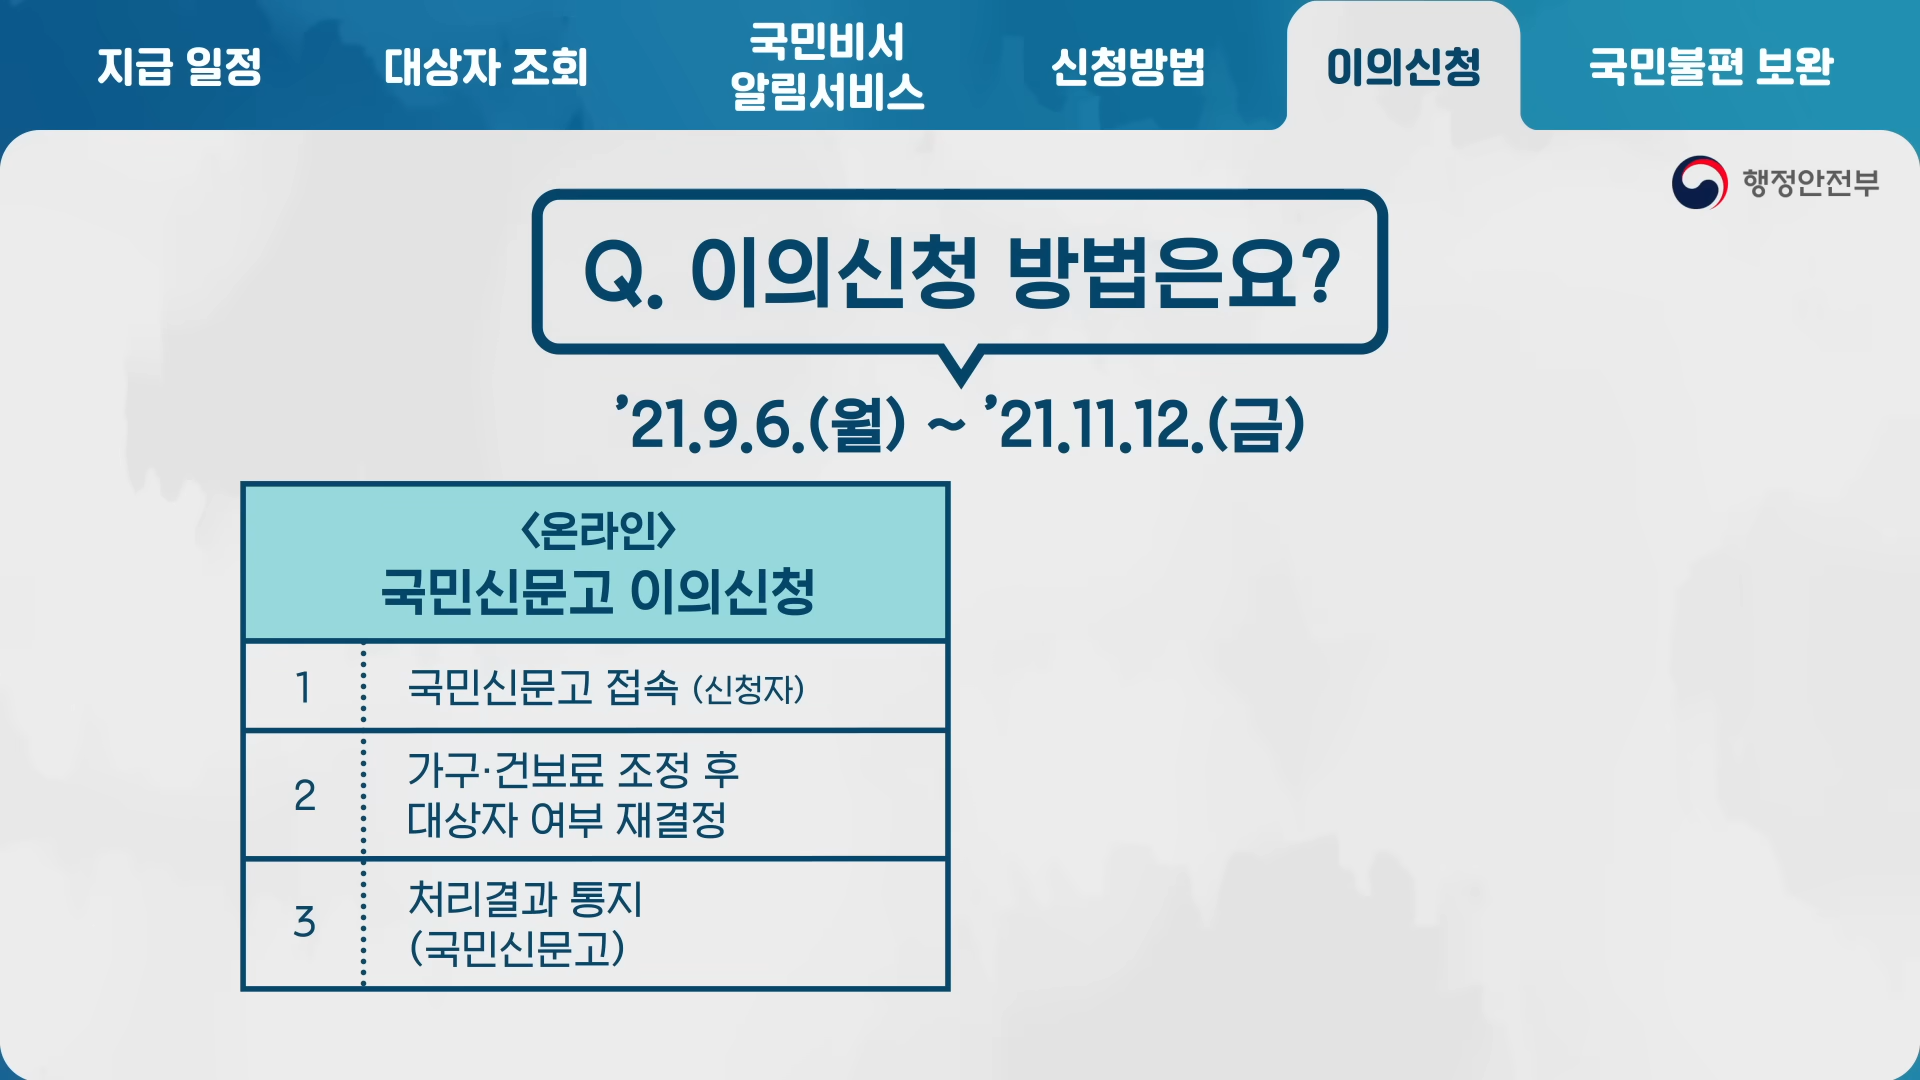 지급 일정
대상자 조회
국민비서
알림서비스
신청방법
이의신청
국민불편 보완
행정안전부
Q. 이의신청 방법은요?
’21.9.6.(월) ~ ’21.11.12.(금)
<온라인>
국민신문고 이의신청
1
국민신문고 접속 (신청자)
2
가구·건보료 조정 후
대상자 여부 재결정
3
처리결과 통지
(국민신문고)